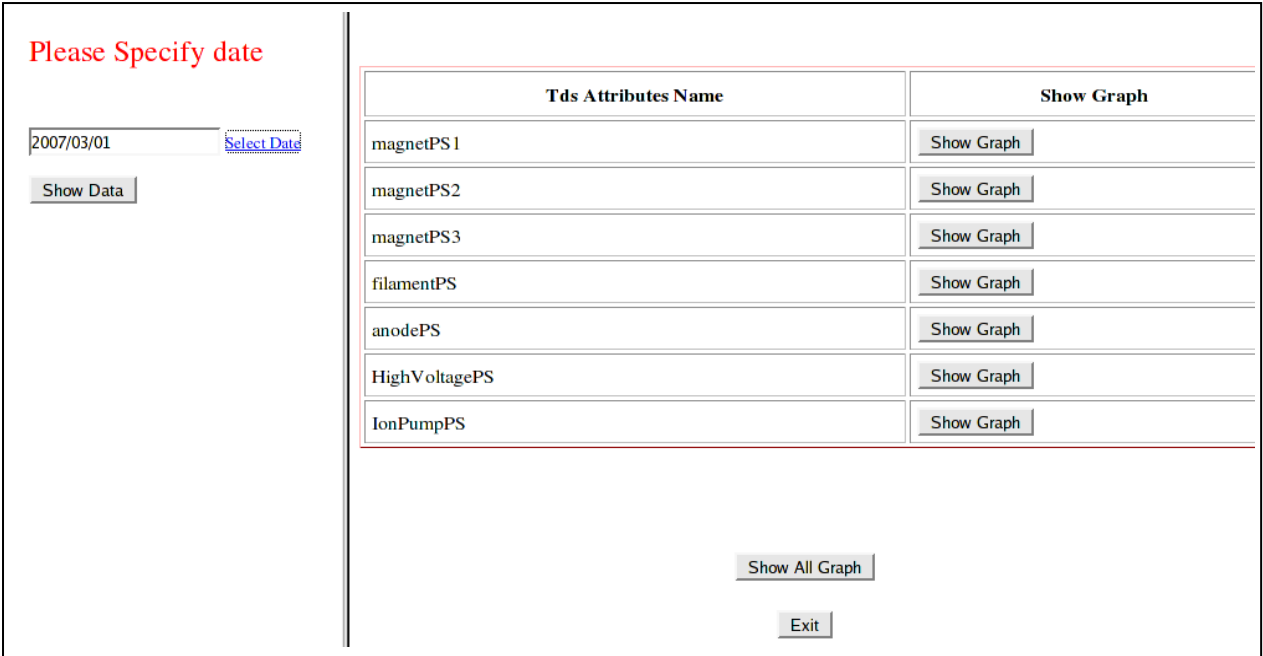 Please Specify date
2007/03/01 Select Date
Show Data
Tds Attributes Name Show Graph
magnetPS1 Show Graph
magnetPS2 Show Graph
magnetPS3 Show Graph
filamentPS Show Graph
anodePS Show Graph
HighVoltagePS Show Graph
IonPumpPS Show Graph
Show All Graph
Exit